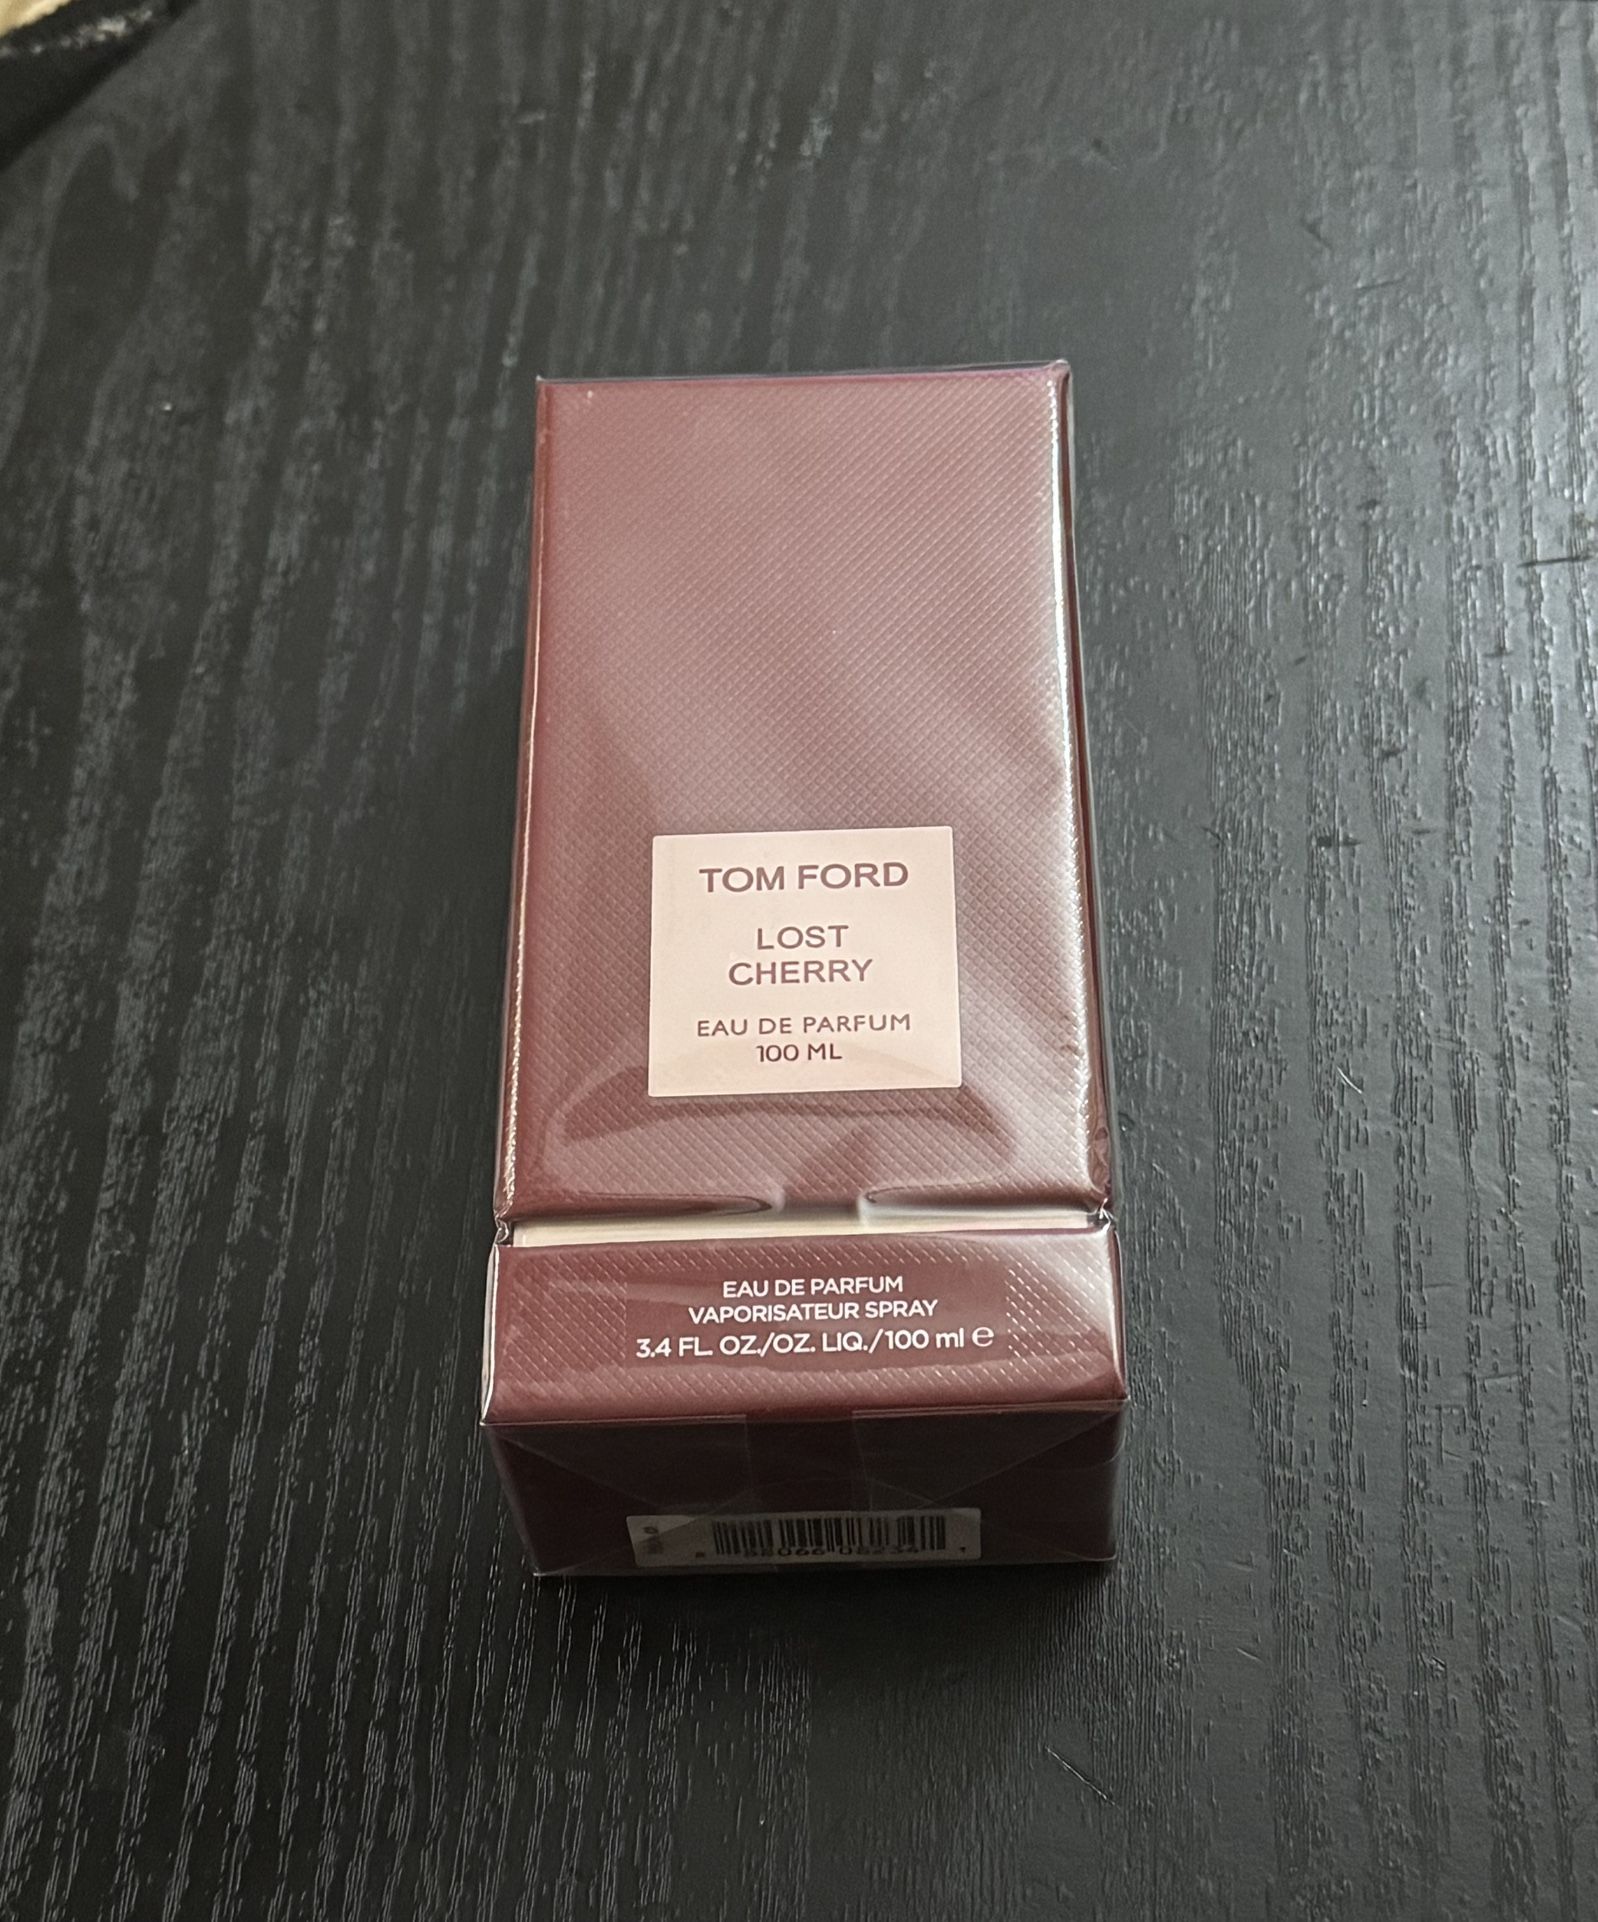 TOM FORD
LOST
CHERRY
EAU DE PARFUM
100 ML
EAU DE PARFUM
VAPORISATEUR SPRAY
3.4 FL. OZ./OZ. LIQ./100 ml ℮